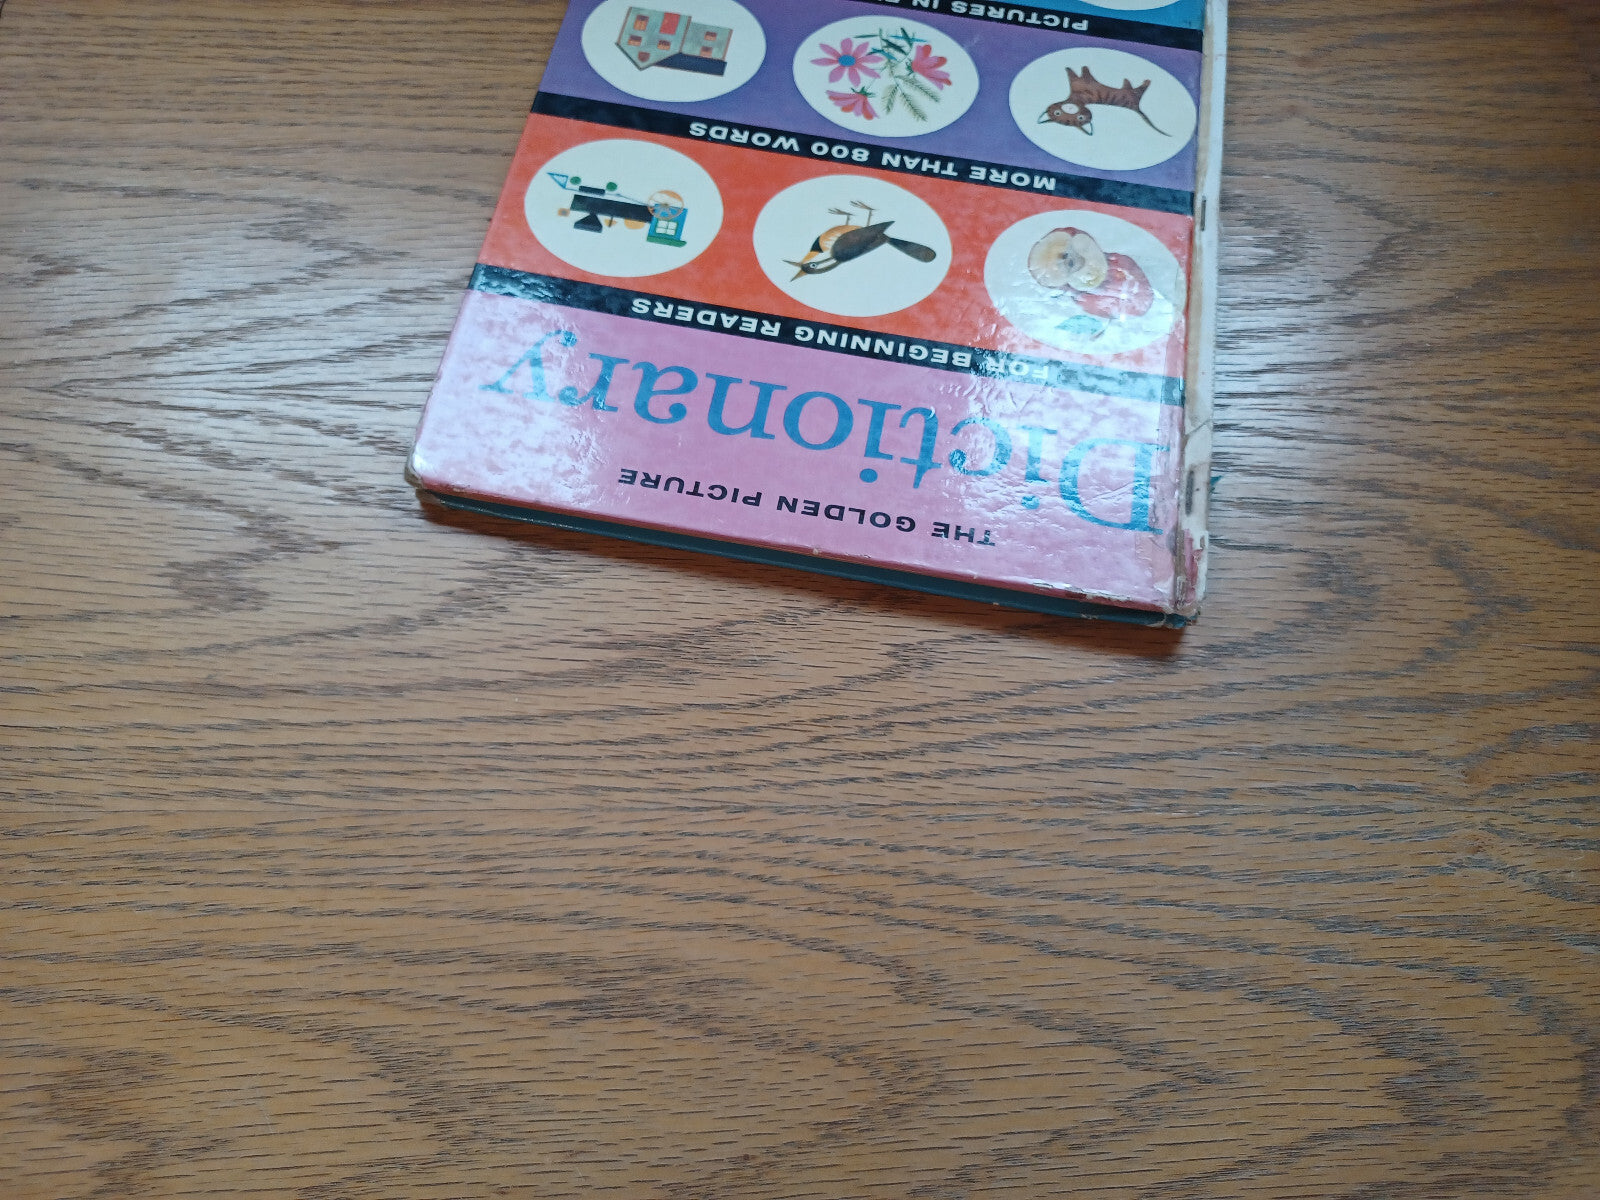 THE GOLDEN PICTURE
Dictionary
FOR BEGINNING READERS
MORE THAN 800 WORDS
PICTURES IN